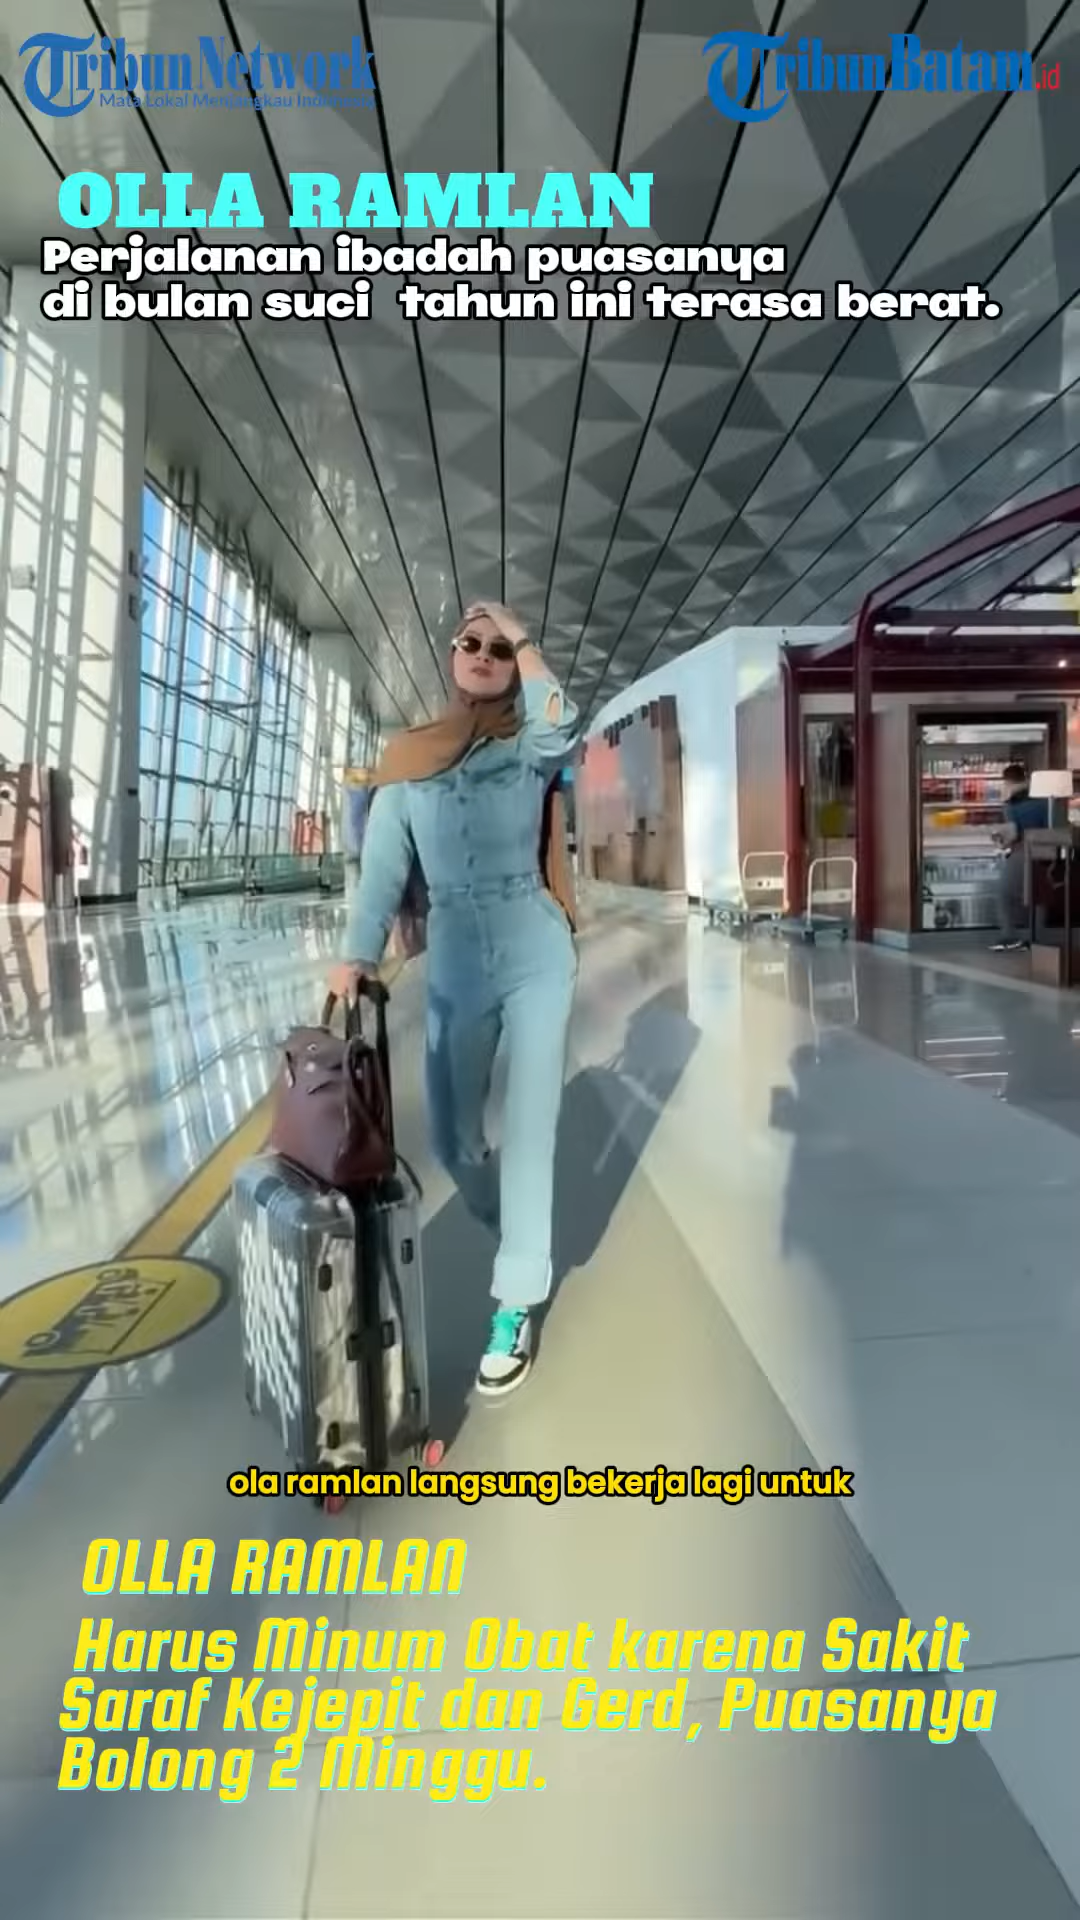 TribunNetwork
Mata Lokal Menjangkau Indonesia
TribunBatam.id
OLLA RAMLAN
Perjalanan ibadah puasanya
di bulan suci tahun ini terasa berat.
ola ramlan langsung bekerja lagi untuk
OLLA RAMLAN
Harus Minum Obat karena Sakit
Saraf Kejepit dan Gerd, Puasanya
Bolong 2 Minggu.